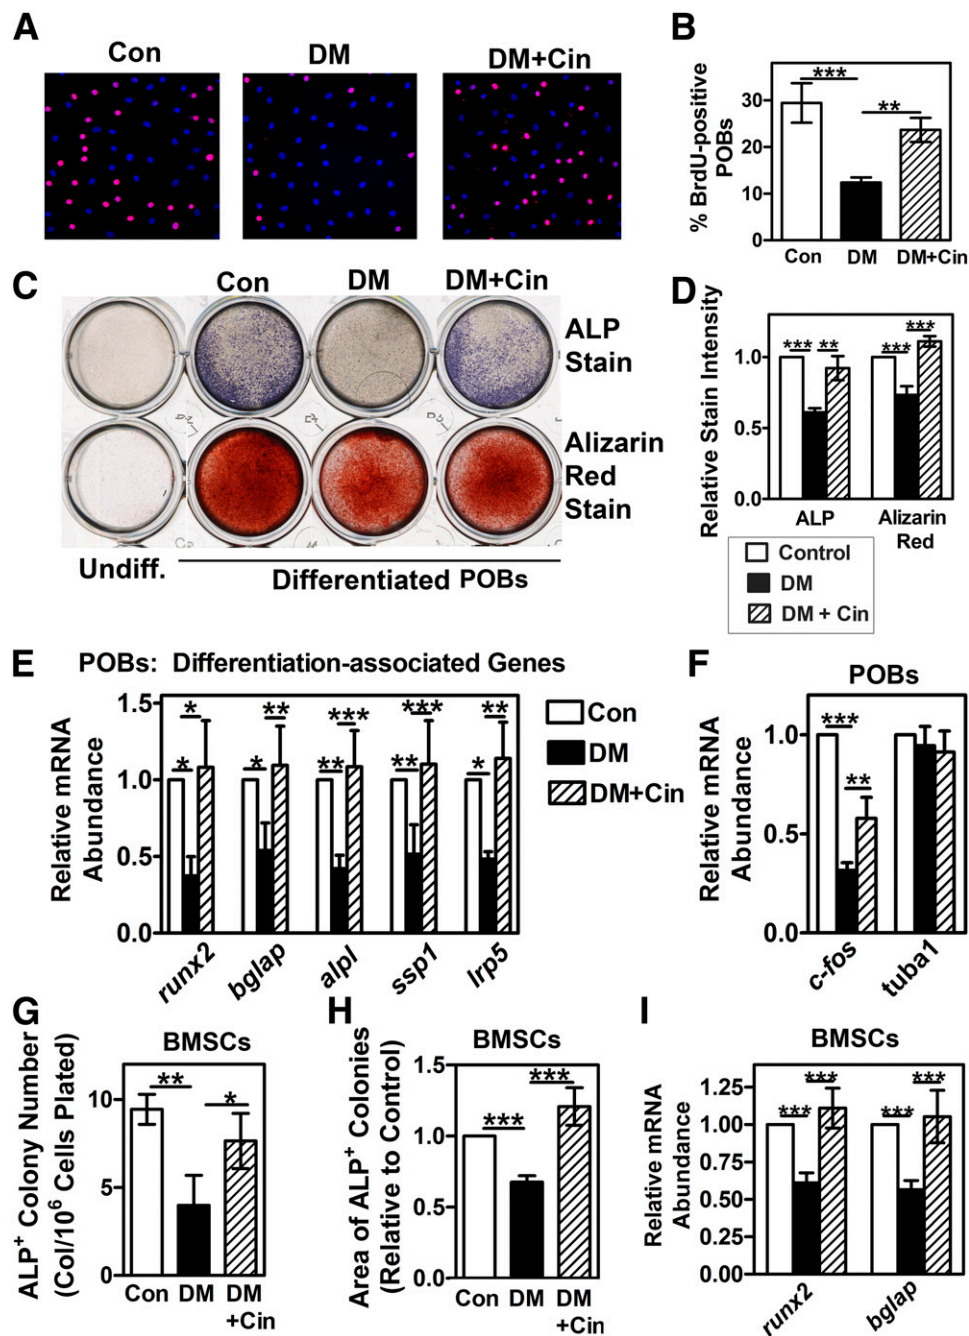 A
Con
DM
DM+Cin
B
% BrdU-positive
POBs
30
20
10
0
***
**
Con
DM
DM+Cin
C
Con
DM
DM+Cin
ALP
Stain
Alizarin
Red
Stain
Undiff.
Differentiated POBs
D
Relative Stain Intensity
1.0
0.5
0.0
***
**
***
***
ALP
Alizarin
Red
Control
DM
DM + Cin
E
POBs: Differentiation-associated Genes
Relative mRNA
Abundance
1.5
1.0
0.5
0.0
*
**
***
***
**
*
*
**
**
*
runx2
bglap
alpl
ssp1
lrp5
Con
DM
DM+Cin
F
POBs
Relative mRNA
Abundance
1.0
0.5
0.0
***
**
c-fos
tuba1
G
BMSCs
ALP+ Colony Number
(Col/10⁶ Cells Plated)
10
5
0
**
*
Con
DM
DM
+Cin
H
BMSCs
Area of ALP+ Colonies
(Relative to Control)
1.5
1.0
0.5
0.0
***
***
Con
DM
DM
+Cin
I
BMSCs
Relative mRNA
Abundance
1.25
1.00
0.75
0.50
0.25
0.00
***
***
***
***
runx2
bglap